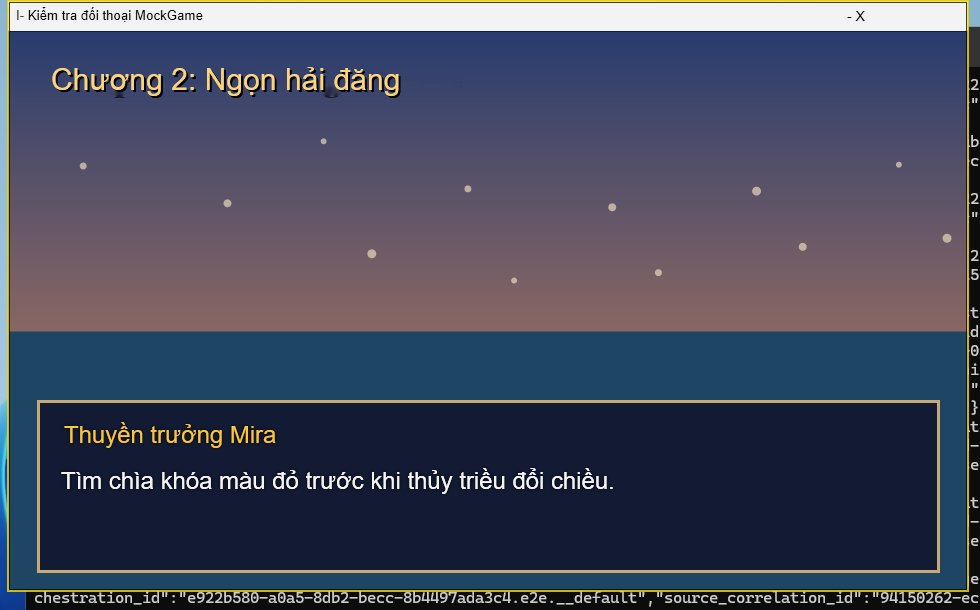 I- Kiểm tra đối thoại MockGame
- X
Chương 2: Ngọn hải đăng
Thuyền trưởng Mira
Tìm chìa khóa màu đỏ trước khi thủy triều đổi chiều.
chestration_id":"e922b580-a0a5-8db2-becc-8b4497ada3c4.e2e.__default","source_correlation_id":"94150262-ee